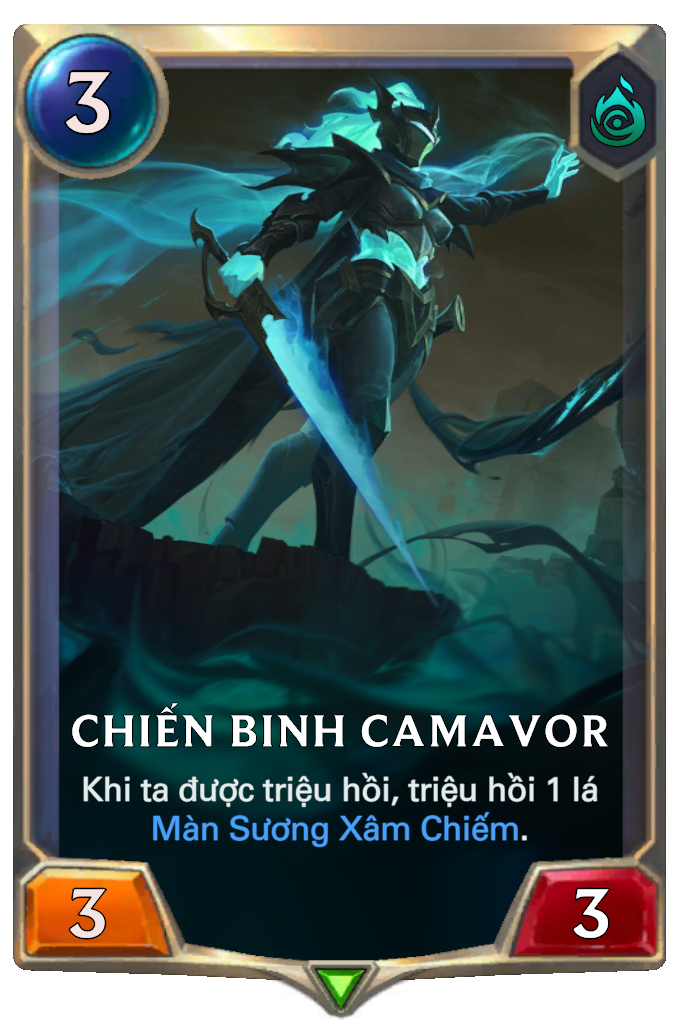 3
CHIẾN BINH CAMAVOR
Khi ta được triệu hồi, triệu hồi 1 lá
Màn Sương Xâm Chiếm.
3
3